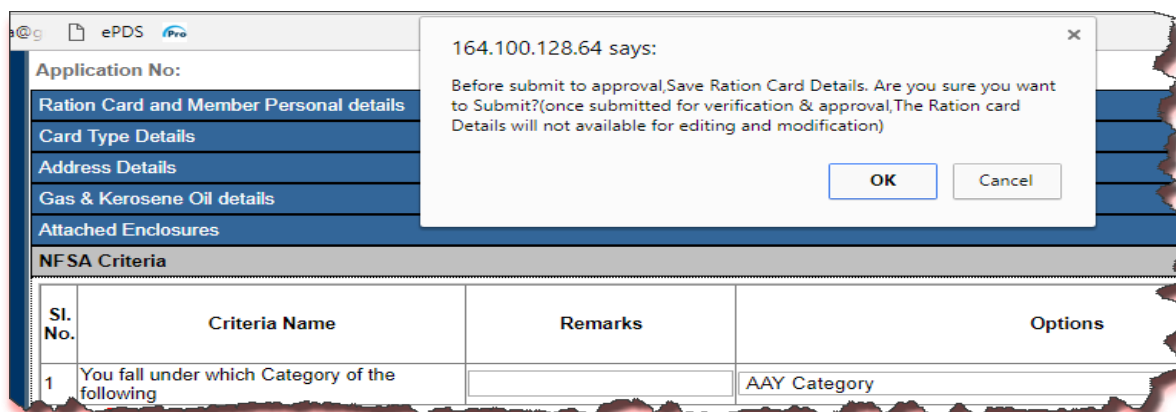 a@g ePDS Pro
164.100.128.64 says:
Before submit to approval,Save Ration Card Details. Are you sure you want
to Submit?(once submitted for verification & approval,The Ration card
Details will not available for editing and modification)
OK Cancel
Application No:
Ration Card and Member Personal details
Card Type Details
Address Details
Gas & Kerosene Oil details
Attached Enclosures
NFSA Criteria
Sl.
No. Criteria Name Remarks Options
1 You fall under which Category of the
following AAY Category